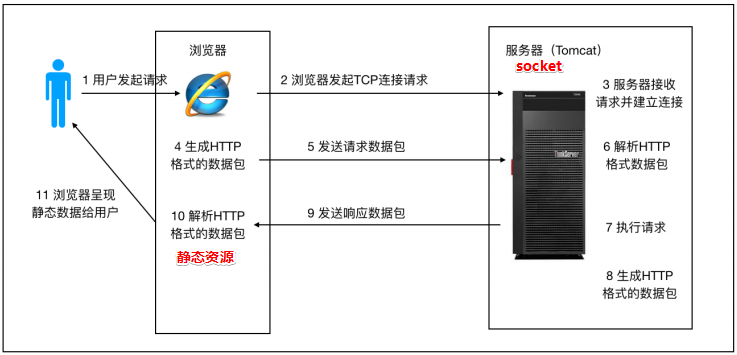 浏览器
服务器（Tomcat）
socket
1 用户发起请求
2 浏览器发起TCP连接请求
3 服务器接收
请求并建立连接
4 生成HTTP
格式的数据包
5 发送请求数据包
ThinkServer
6 解析HTTP
格式数据包
11 浏览器呈现
静态数据给用户
10 解析HTTP
格式的数据包
静态资源
9 发送响应数据包
7 执行请求
8 生成HTTP
格式的数据包